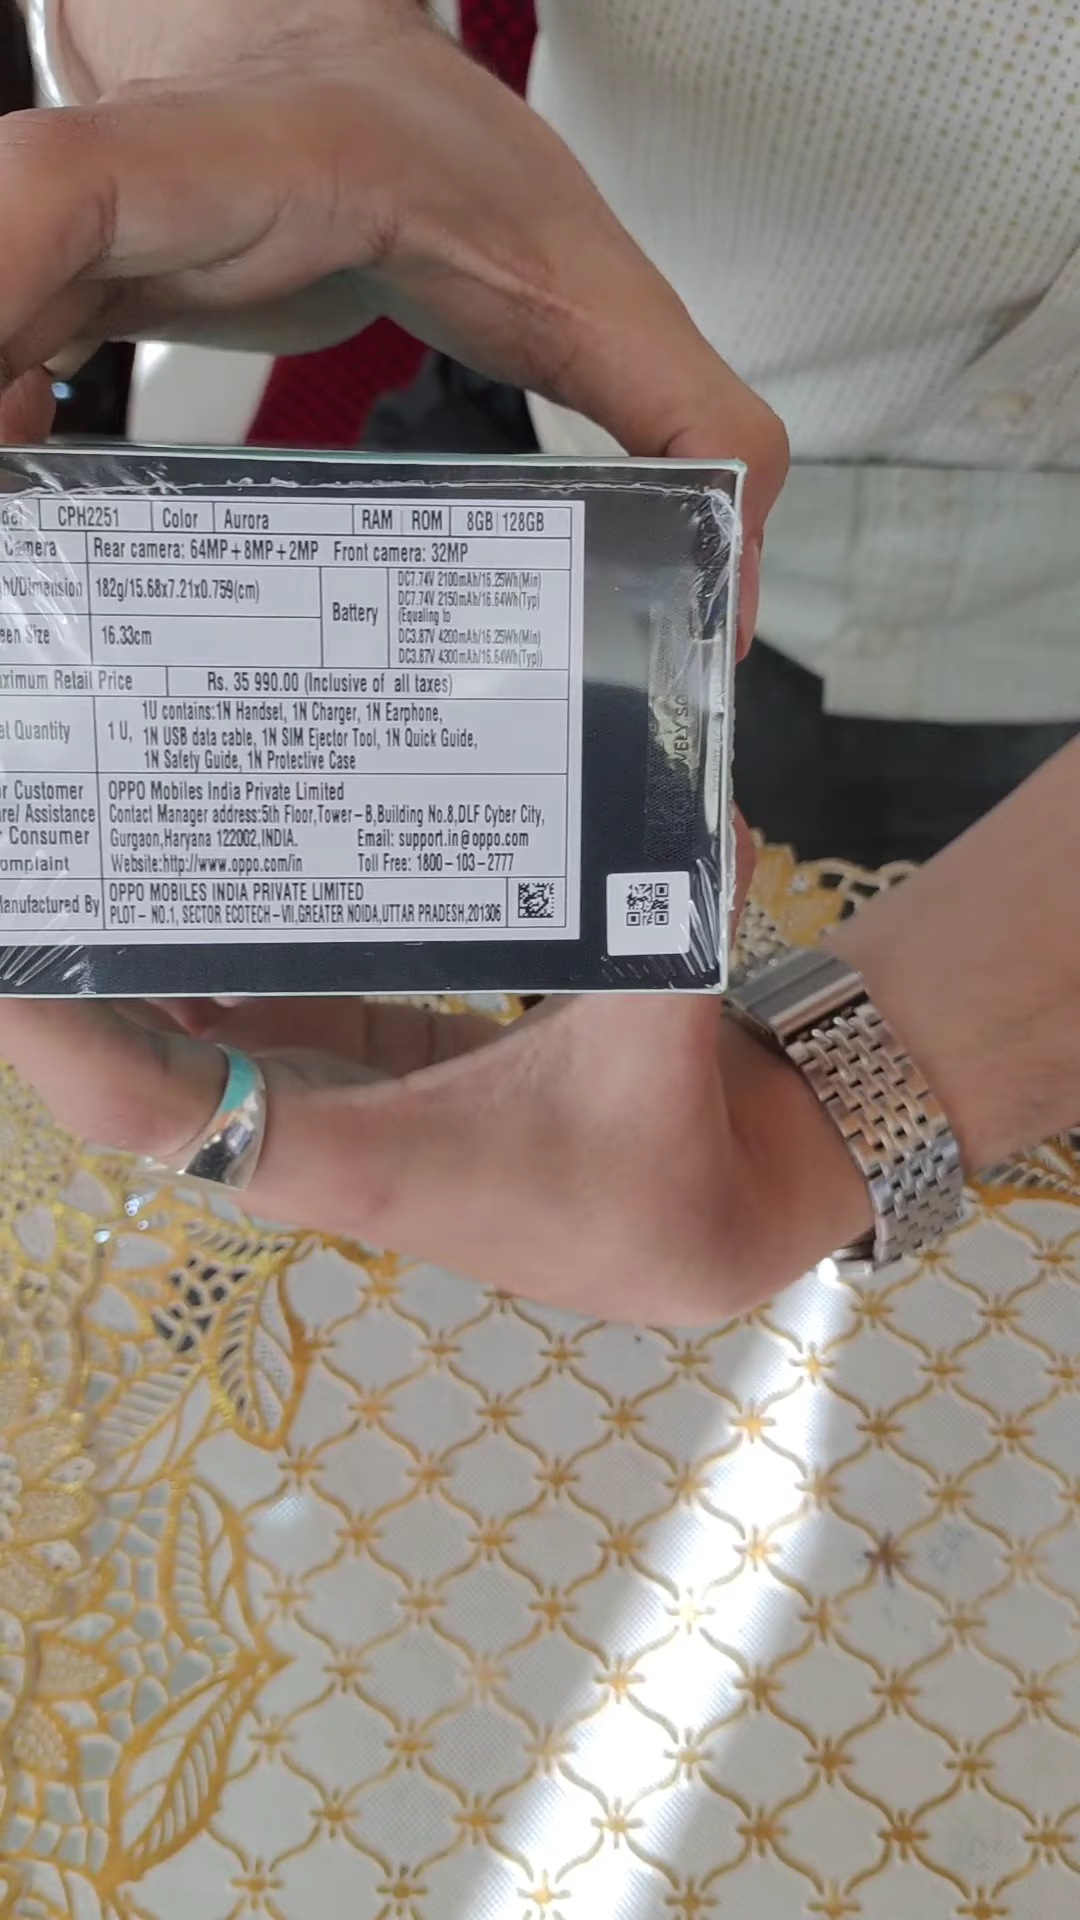 CPH2251 Color Aurora RAM ROM 8GB 128GB
Camera Rear camera: 64MP+8MP+2MP Front camera: 32MP
182g/15.68x7.21x0.759(cm)
Battery
DC7.74V 2100mAh/16.25Wh(Min)
DC7.74V 2150mAh/16.64Wh(Typ)
(Equaling to
DC3.87V 4200mAh/16.25Wh(Min)
DC3.87V 4300mAh/16.64Wh(Typ))
Size 16.33cm
Retail Price Rs. 35 990.00 (Inclusive of all taxes)
Quantity 1 U,
1U contains:1N Handset, 1N Charger, 1N Earphone,
1N USB data cable, 1N SIM Ejector Tool, 1N Quick Guide,
1N Safety Guide, 1N Protective Case
Customer
Assistance
Consumer
OPPO Mobiles India Private Limited
Contact Manager address:5th Floor,Tower-B,Building No.8,DLF Cyber City,
Gurgaon,Haryana 122002,INDIA. Email: support.in@oppo.com
Website:http://www.oppo.com/in Toll Free: 1800-103-2777
Manufactured By
OPPO MOBILES INDIA PRIVATE LIMITED
PLOT- NO.1, SECTOR ECOTECH-VII,GREATER NOIDA,UTTAR PRADESH,201306